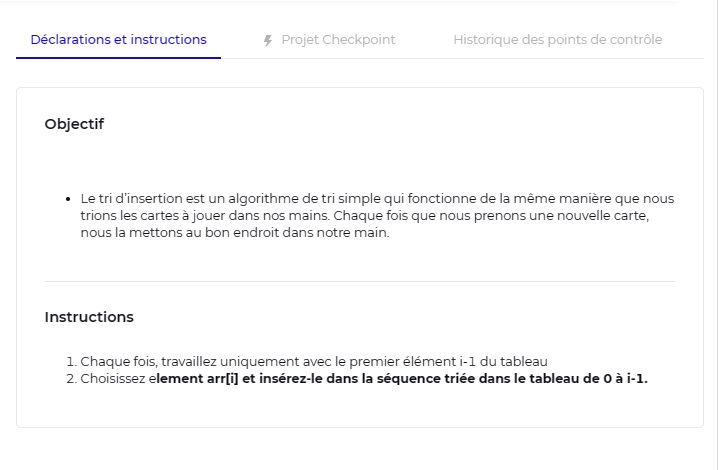 Déclarations et instructions
Projet Checkpoint
Historique des points de contrôle
Objectif
• Le tri d'insertion est un algorithme de tri simple qui fonctionne de la même manière que nous
trions les cartes à jouer dans nos mains. Chaque fois que nous prenons une nouvelle carte,
nous la mettons au bon endroit dans notre main.
Instructions
1. Chaque fois, travaillez uniquement avec le premier élément i-1 du tableau
2. Choisissez element arr[i] et insérez-le dans la séquence triée dans le tableau de 0 à i-1.